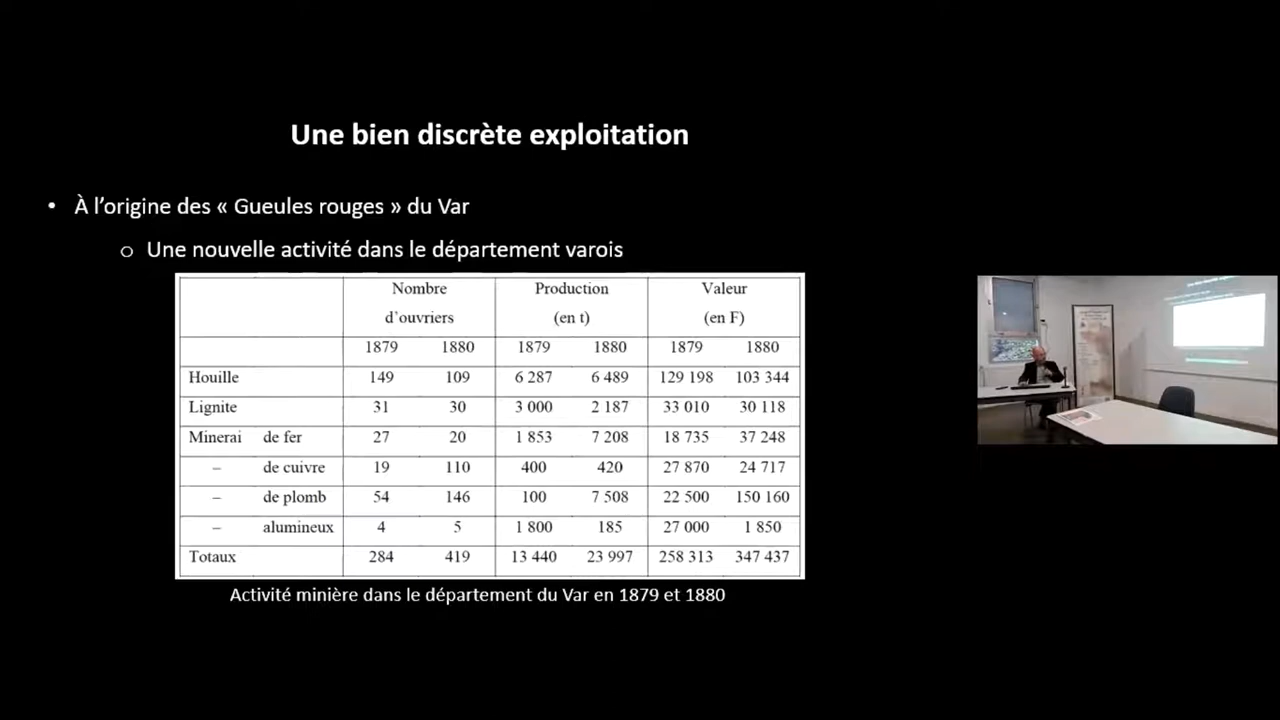 Une bien discrète exploitation
• À l'origine des « Gueules rouges » du Var
o Une nouvelle activité dans le département varois
Nombre d'ouvriers Production (en t) Valeur (en F)
1879 1880 1879 1880 1879 1880
Houille 149 109 6 287 6 489 129 198 103 344
Lignite 31 30 3 000 2 187 33 010 30 118
Minerai de fer 27 20 1 853 7 208 18 735 37 248
– de cuivre 19 110 400 420 27 870 24 717
– de plomb 54 146 100 7 508 22 500 150 160
– alumineux 4 5 1 800 185 27 000 1 850
Totaux 284 419 13 440 23 997 258 313 347 437
Activité minière dans le département du Var en 1879 et 1880